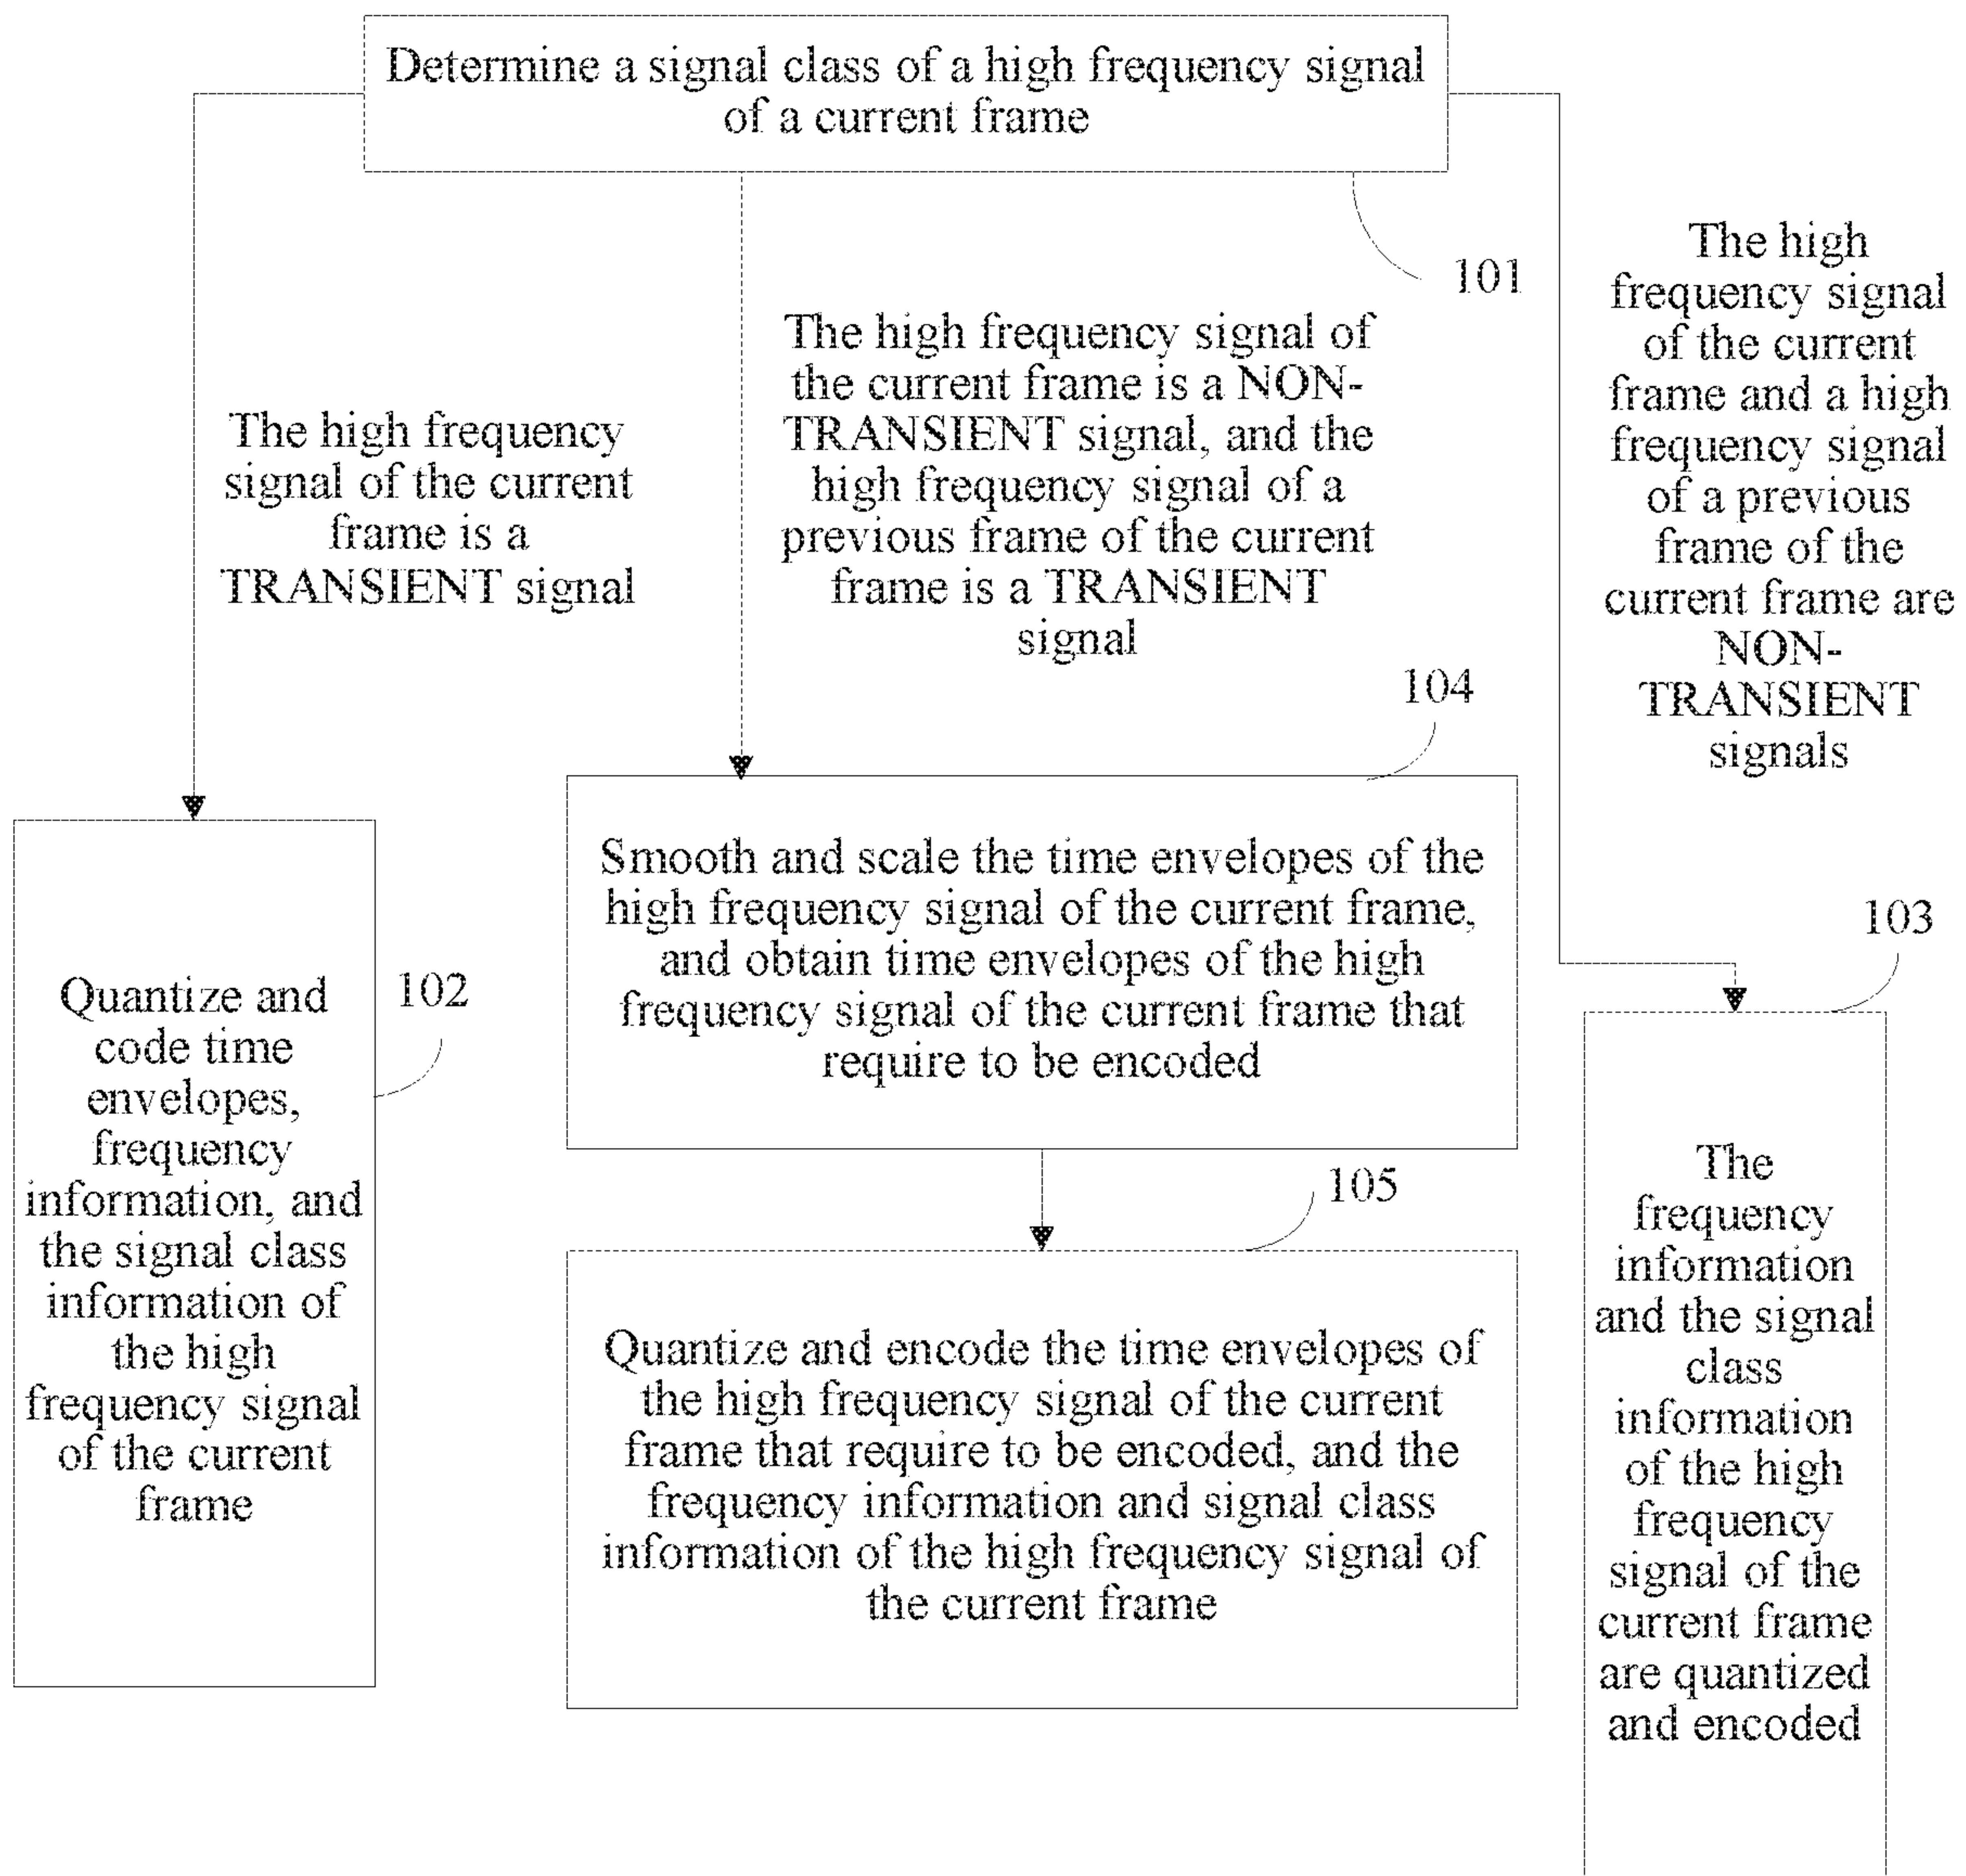 Determine a signal class of a high frequency signal
of a current frame
101
The high frequency
signal of the current
frame is a
TRANSIENT signal
The high frequency signal of
the current frame is a NON-
TRANSIENT signal, and the
high frequency signal of a
previous frame of the current
frame is a TRANSIENT
signal
The high
frequency signal
of the current
frame and a high
frequency signal
of a previous
frame of the
current frame are
NON-
TRANSIENT
signals
104
Smooth and scale the time envelopes of the
high frequency signal of the current frame,
and obtain time envelopes of the high
frequency signal of the current frame that
require to be encoded
103
102
Quantize and
code time
envelopes,
frequency
information, and
the signal class
information of
the high
frequency signal
of the current
frame
105
Quantize and encode the time envelopes of
the high frequency signal of the current
frame that require to be encoded, and the
frequency information and signal class
information of the high frequency signal of
the current frame
The
frequency
information
and the signal
class
information
of the high
frequency
signal of the
current frame
are quantized
and encoded